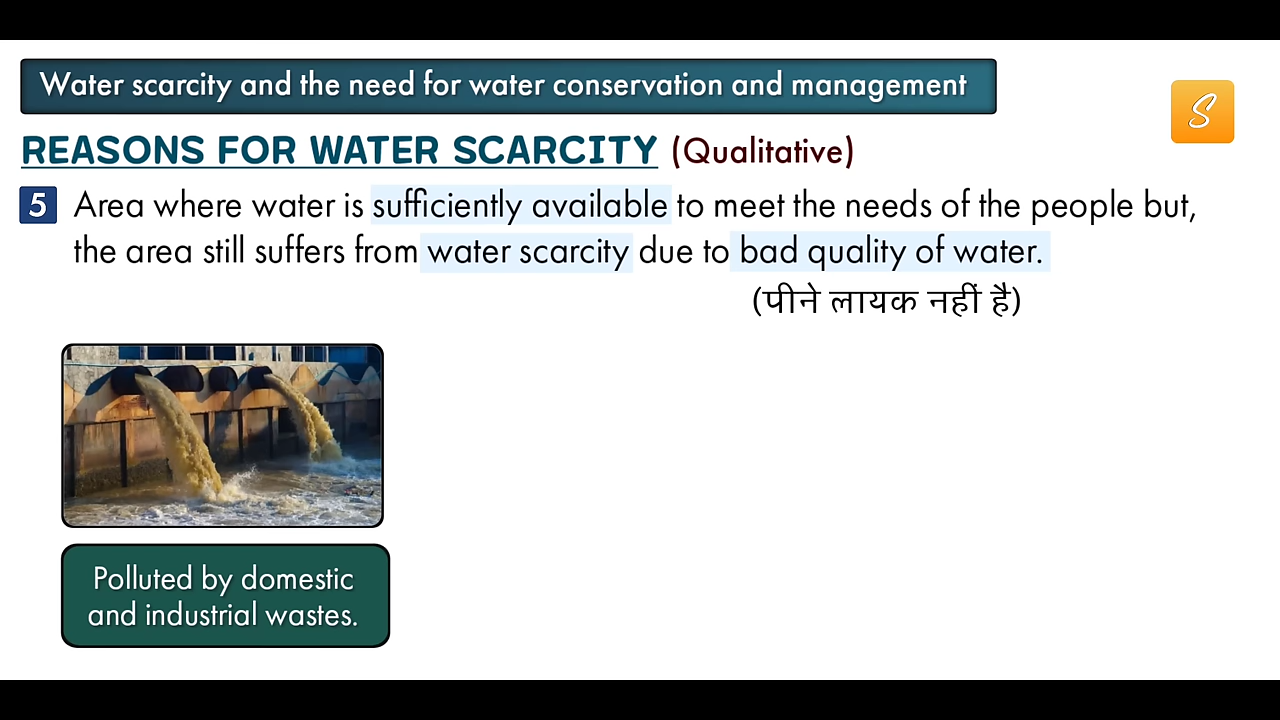 Water scarcity and the need for water conservation and management
S
REASONS FOR WATER SCARCITY (Qualitative)
5 Area where water is sufficiently available to meet the needs of the people but,
the area still suffers from water scarcity due to bad quality of water.
(पीने लायक नहीं है)
Polluted by domestic
and industrial wastes.